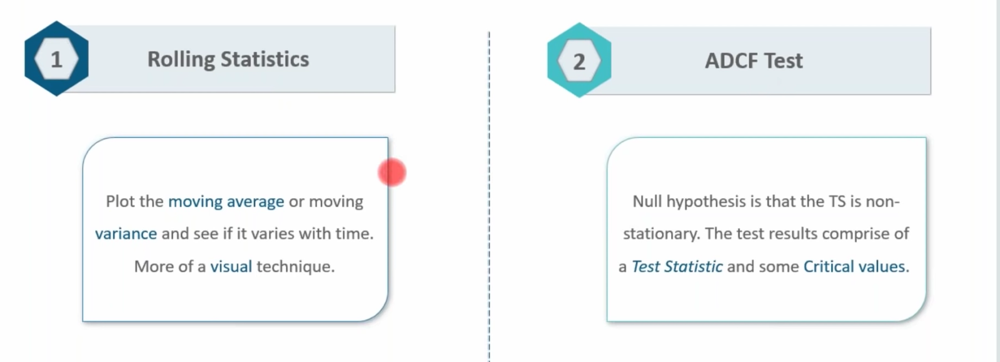 1
Rolling Statistics
Plot the moving average or moving
variance and see if it varies with time.
More of a visual technique.
2
ADCF Test
Null hypothesis is that the TS is non-
stationary. The test results comprise of
a Test Statistic and some Critical values.